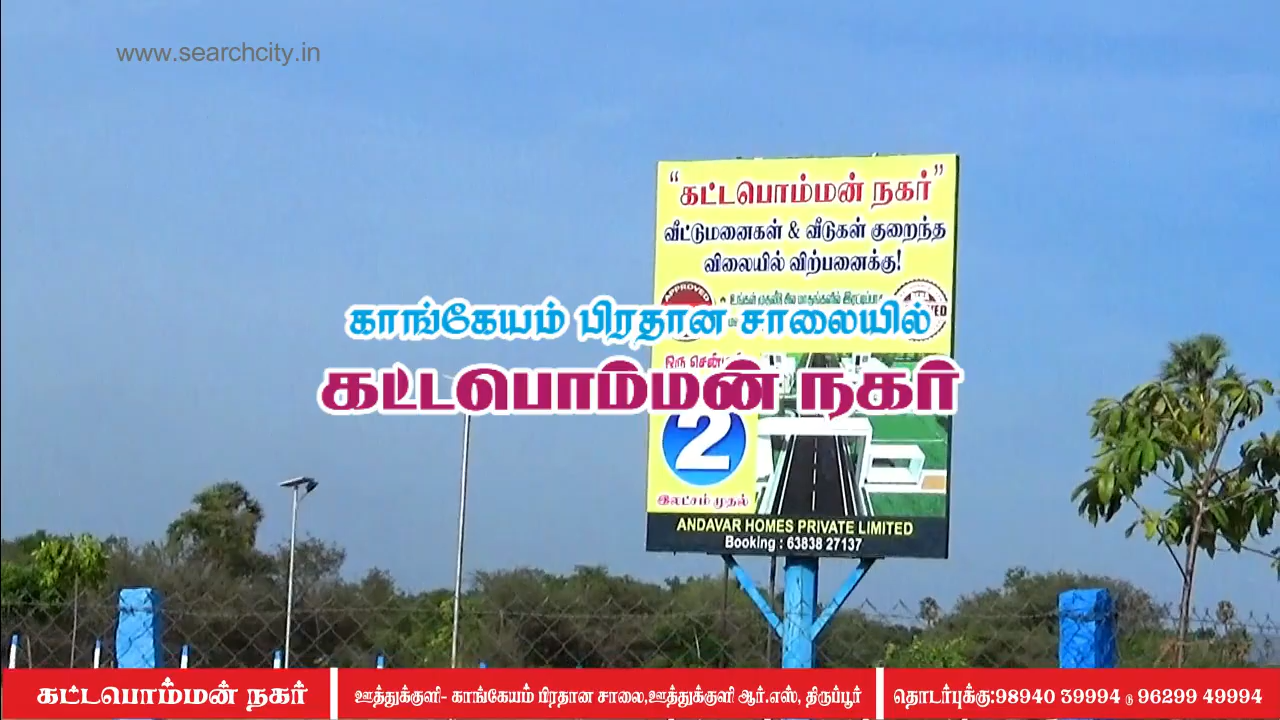 www.searchcity.in
“கட்டபொம்மன் நகர்”
வீட்டுமனைகள் & வீடுகள் குறைந்த
விலையில் விற்பனைக்கு!
APPROVED
காங்கேயம் பிரதான சாலையில்
கட்டபொம்மன் நகர்
ஒரு
2
இலட்சம் முதல்
ANDAVAR HOMES PRIVATE LIMITED
Booking : 63838 27137
கட்டபொம்மன் நகர்
ஊத்துக்குளி- காங்கேயம் பிரதான சாலை,ஊத்துக்குளி ஆர்.எஸ், திருப்பூர்
தொடர்புக்கு:98940 39994 டு 96299 49994